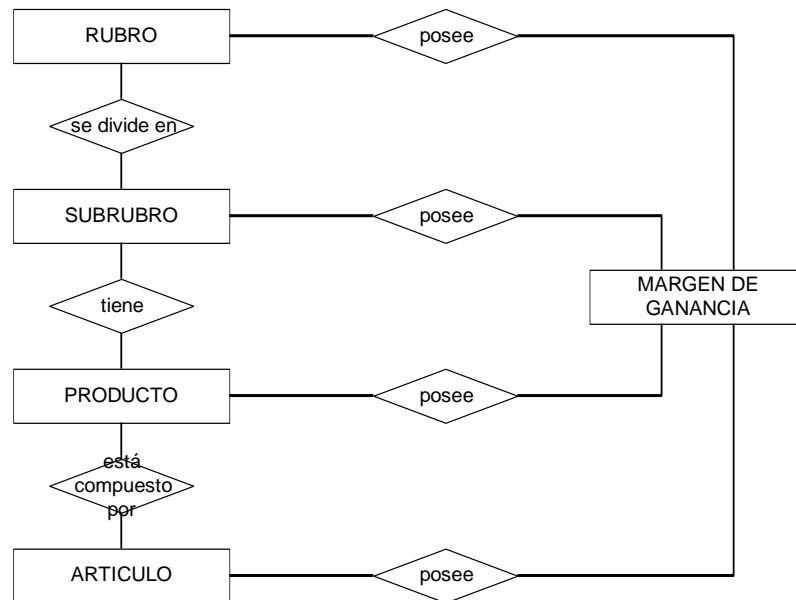 RUBRO
posee
se divide en
SUBRUBRO
posee
MARGEN DE
GANANCIA
tiene
PRODUCTO
posee
está
compuesto
por
ARTICULO
posee